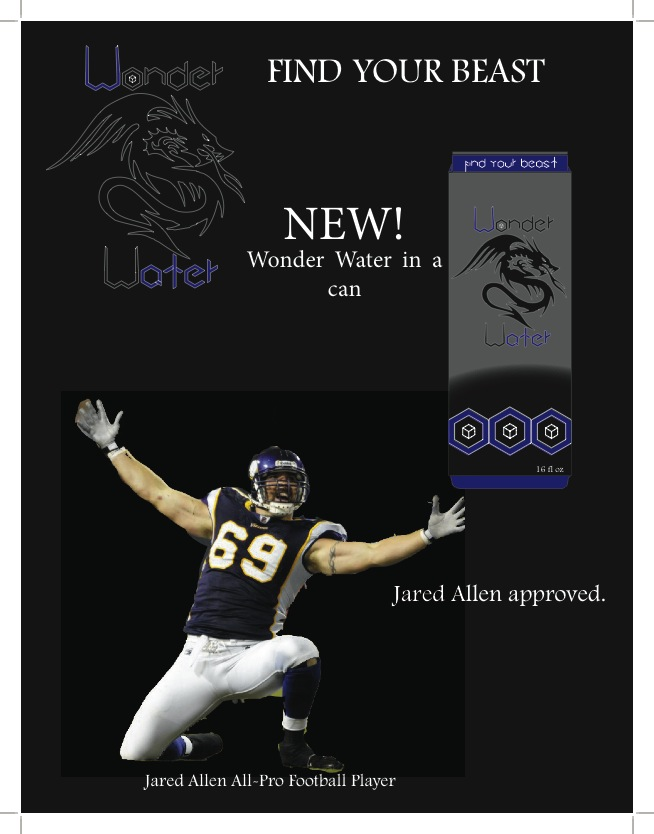 Wonder
FIND YOUR BEAST
find your beast
NEW!
Wonder Water in a
can
Water
Wonder
Water
16 fl oz
69
Jared Allen approved.
Jared Allen All-Pro Football Player